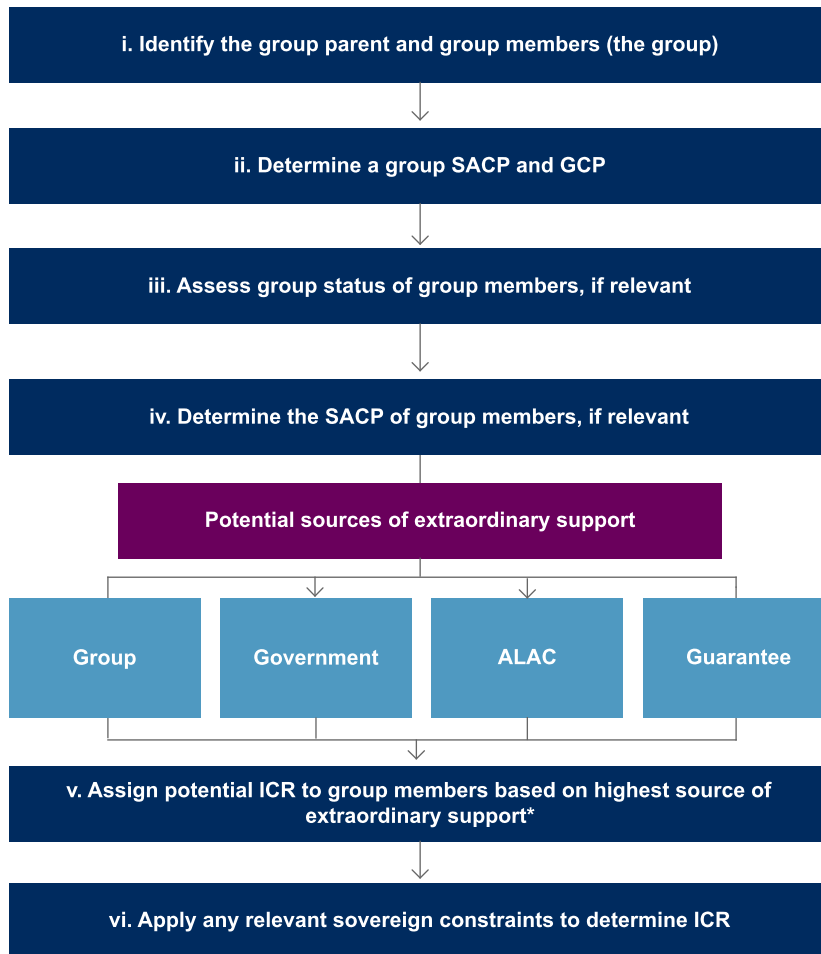 i. Identify the group parent and group members (the group)
ii. Determine a group SACP and GCP
iii. Assess group status of group members, if relevant
iv. Determine the SACP of group members, if relevant
Potential sources of extraordinary support
Group
Government
ALAC
Guarantee
v. Assign potential ICR to group members based on highest source of
extraordinary support*
vi. Apply any relevant sovereign constraints to determine ICR